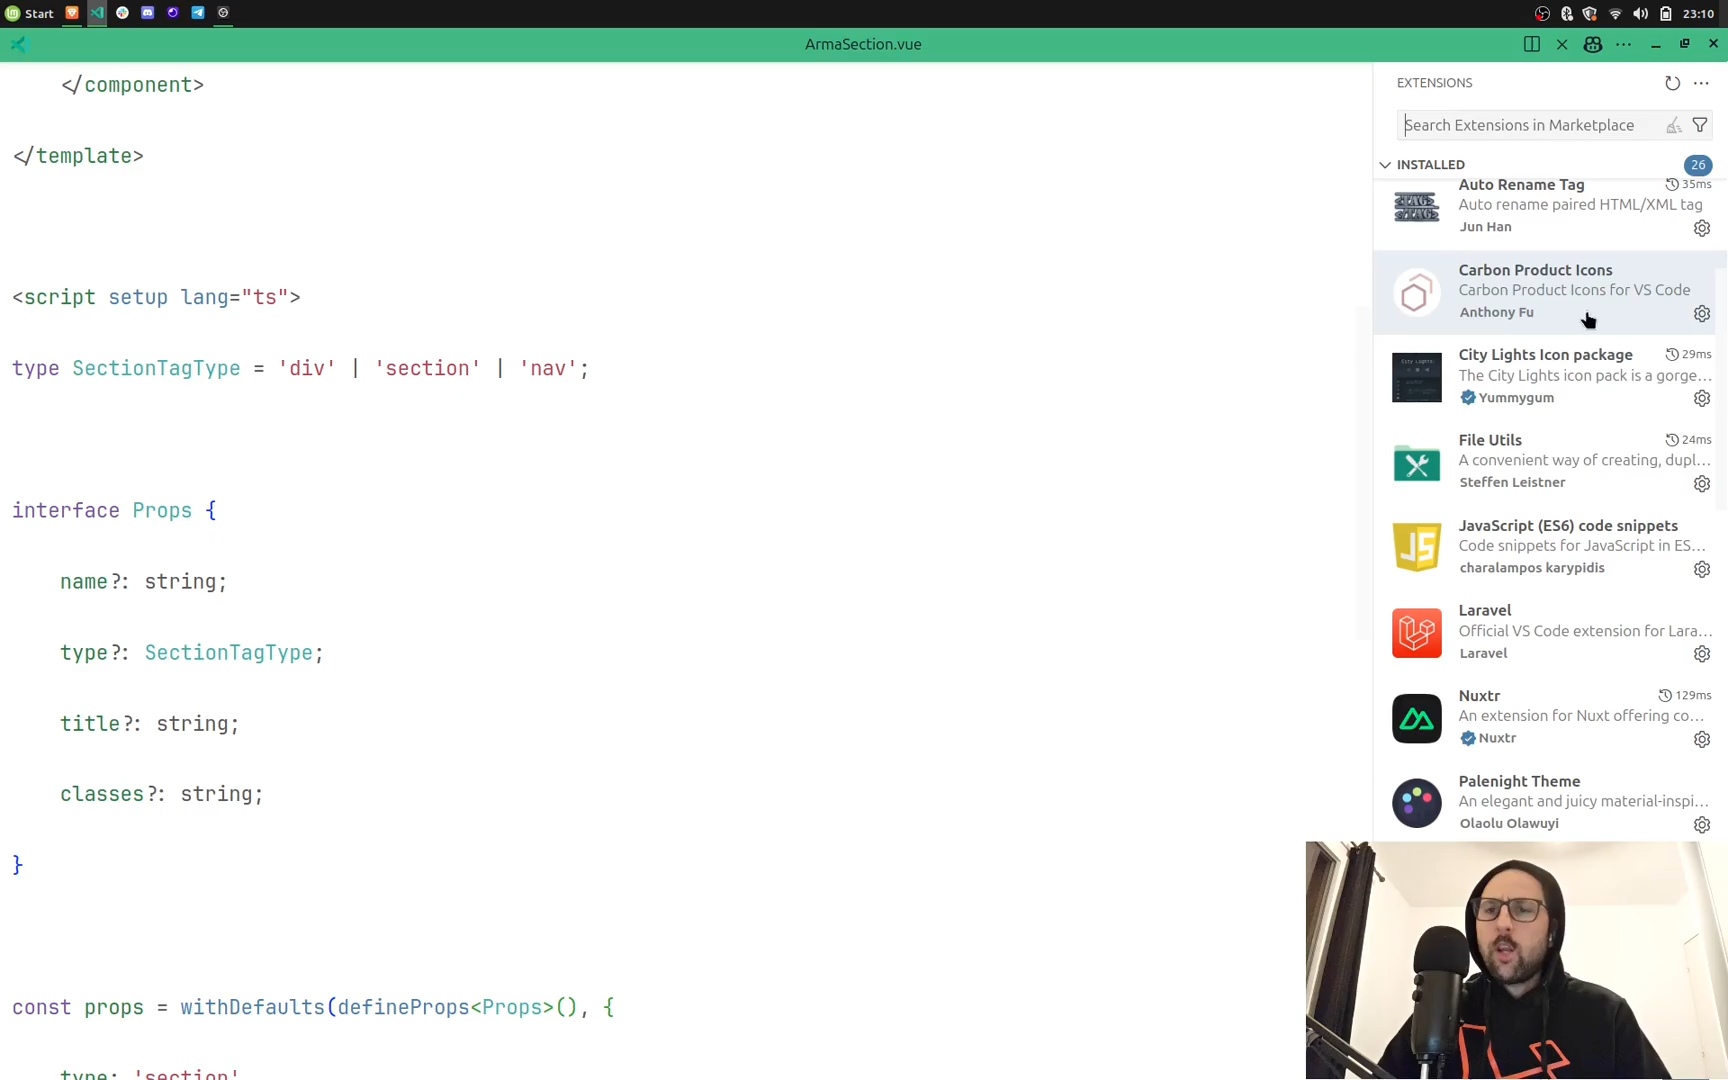 Start
23:10
ArmaSection.vue
</component>
</template>
<script setup lang="ts">
type SectionTagType = 'div' | 'section' | 'nav';
interface Props {
name?: string;
type?: SectionTagType;
title?: string;
classes?: string;
}
const props = withDefaults(defineProps<Props>(), {
type: 'section'
EXTENSIONS
Search Extensions in Marketplace
INSTALLED
26
Auto Rename Tag
35ms
Auto rename paired HTML/XML tag
Jun Han
Carbon Product Icons
Carbon Product Icons for VS Code
Anthony Fu
City Lights Icon package
29ms
The City Lights icon pack is a gorge...
Yummygum
File Utils
24ms
A convenient way of creating, dupl...
Steffen Leistner
JavaScript (ES6) code snippets
Code snippets for JavaScript in ES...
charalampos karypidis
Laravel
Official VS Code extension for Lara...
Laravel
Nuxtr
129ms
An extension for Nuxt offering co...
Nuxtr
Palenight Theme
An elegant and juicy material-inspi...
Olaolu Olawuyi